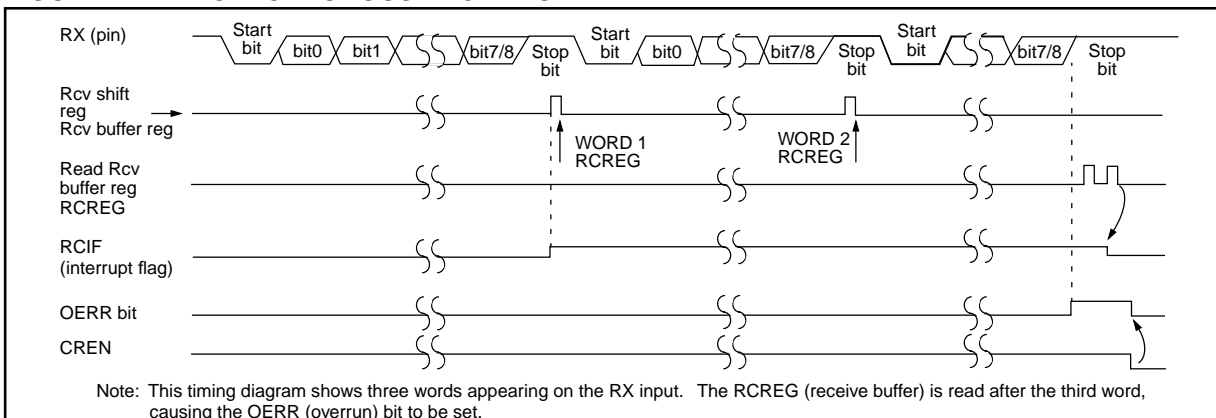 RX (pin)
Start bit
bit0
bit1
bit7/8
Stop bit
Start bit
bit0
bit7/8
Stop bit
Start bit
bit7/8
Stop bit
Rcv shift
reg
Rcv buffer reg
WORD 1
RCREG
WORD 2
RCREG
Read Rcv
buffer reg
RCREG
RCIF
(interrupt flag)
OERR bit
CREN
Note: This timing diagram shows three words appearing on the RX input. The RCREG (receive buffer) is read after the third word,
causing the OERR (overrun) bit to be set.